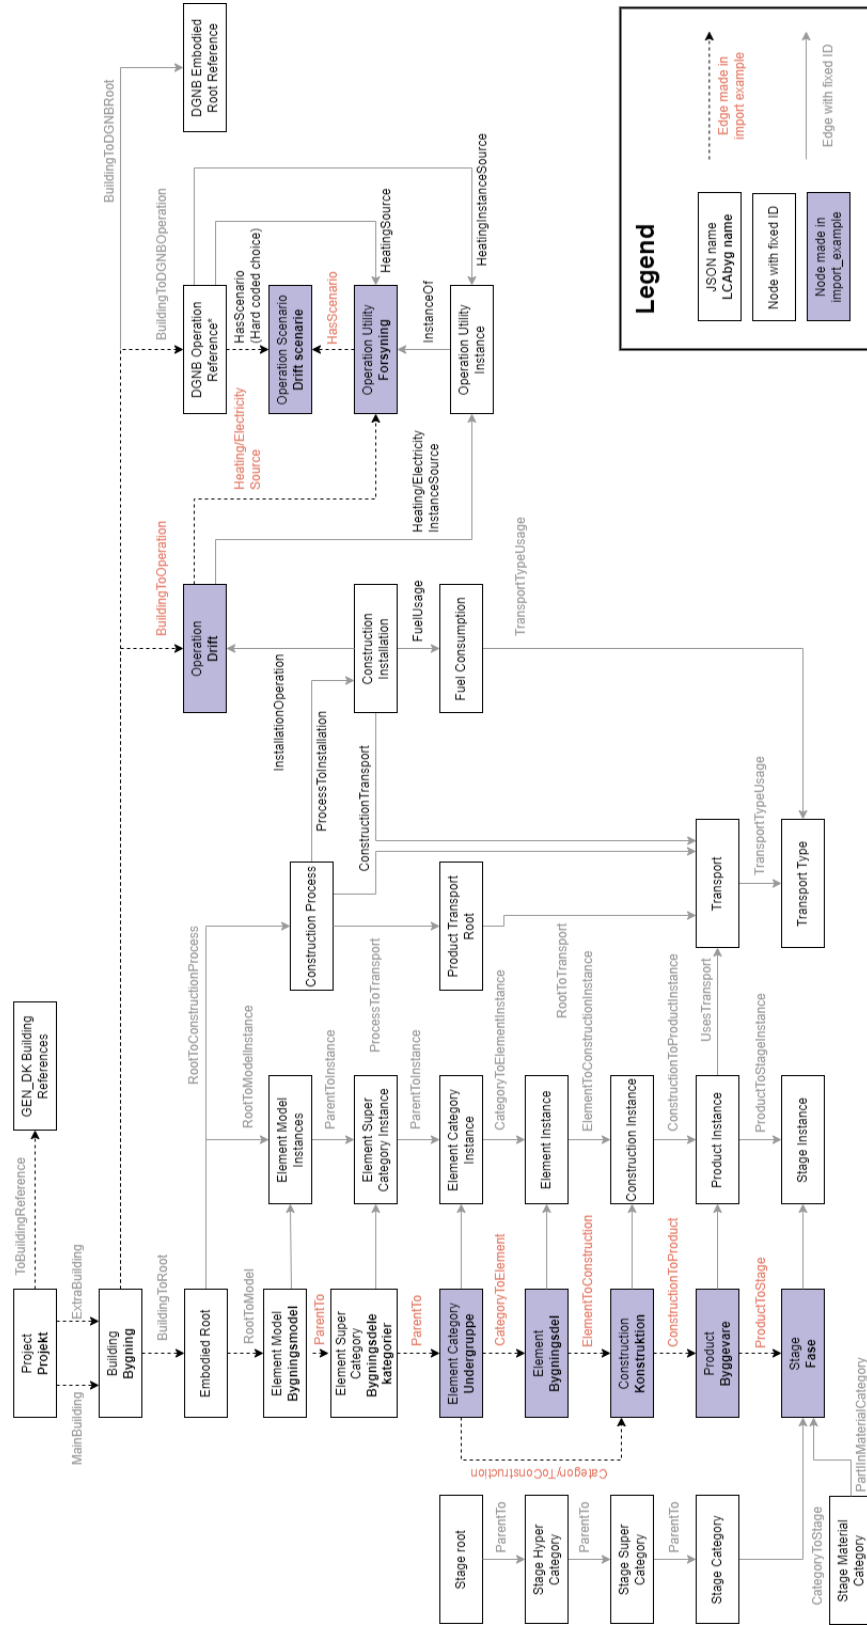 Project
Projekt
ToBuildingReference
GEN_DK Building
References
MainBuilding
ExtraBuilding
Building
Bygning
BuildingToRoot
BuildingToOperation
BuildingToDGNBOperation
BuildingToDGNBRoot
Embodied Root
RootToConstructionProcess
Operation
Drift
DGNB Operation
Reference*
DGNB Embodied
Root Reference
RootToModel
RootToModelInstance
Heating/Electricity
Source
HasScenario
(Hard coded choice)
Element Model
Bygningsmodel
Element Model
Instances
Construction Process
InstallationOperation
Operation Scenario
Drift scenarie
ParentTo
ParentToInstance
ProcessToInstallation
HasScenario
HeatingSource
Element Super
Category
Bygningsdele
kategorier
Element Super
Category Instance
ProcessToTransport
ConstructionTransport
Construction
Installation
Operation Utility
Forsyning
ParentTo
ParentToInstance
FuelUsage
Heating/Electricity
InstanceSource
InstanceOf
HeatingInstanceSource
Stage root
Element Category
Undergruppe
Element Category
Instance
Product Transport
Root
Fuel Consumption
Operation Utility
Instance
ParentTo
CategoryToConstruction
CategoryToElement
CategoryToElementInstance
TransportTypeUsage
Stage Hyper
Category
Element
Bygningsdel
Element Instance
RootToTransport
ParentTo
ElementToConstruction
ElementToConstructionInstance
Stage Super
Category
Construction
Konstruktion
Construction Instance
ParentTo
ConstructionToProduct
ConstructionToProductInstance
Stage Category
Product
Byggevare
Product Instance
UsesTransport
Transport
ProductToStage
ProductToStageInstance
TransportTypeUsage
CategoryToStage
Stage
Fase
Stage Instance
Transport Type
Stage Material
Category
PartInMaterialCategory
Legend
JSON name
LCAbyg name
Edge made in
import example
Node with fixed ID
Node made in
import_example
Edge with fixed ID